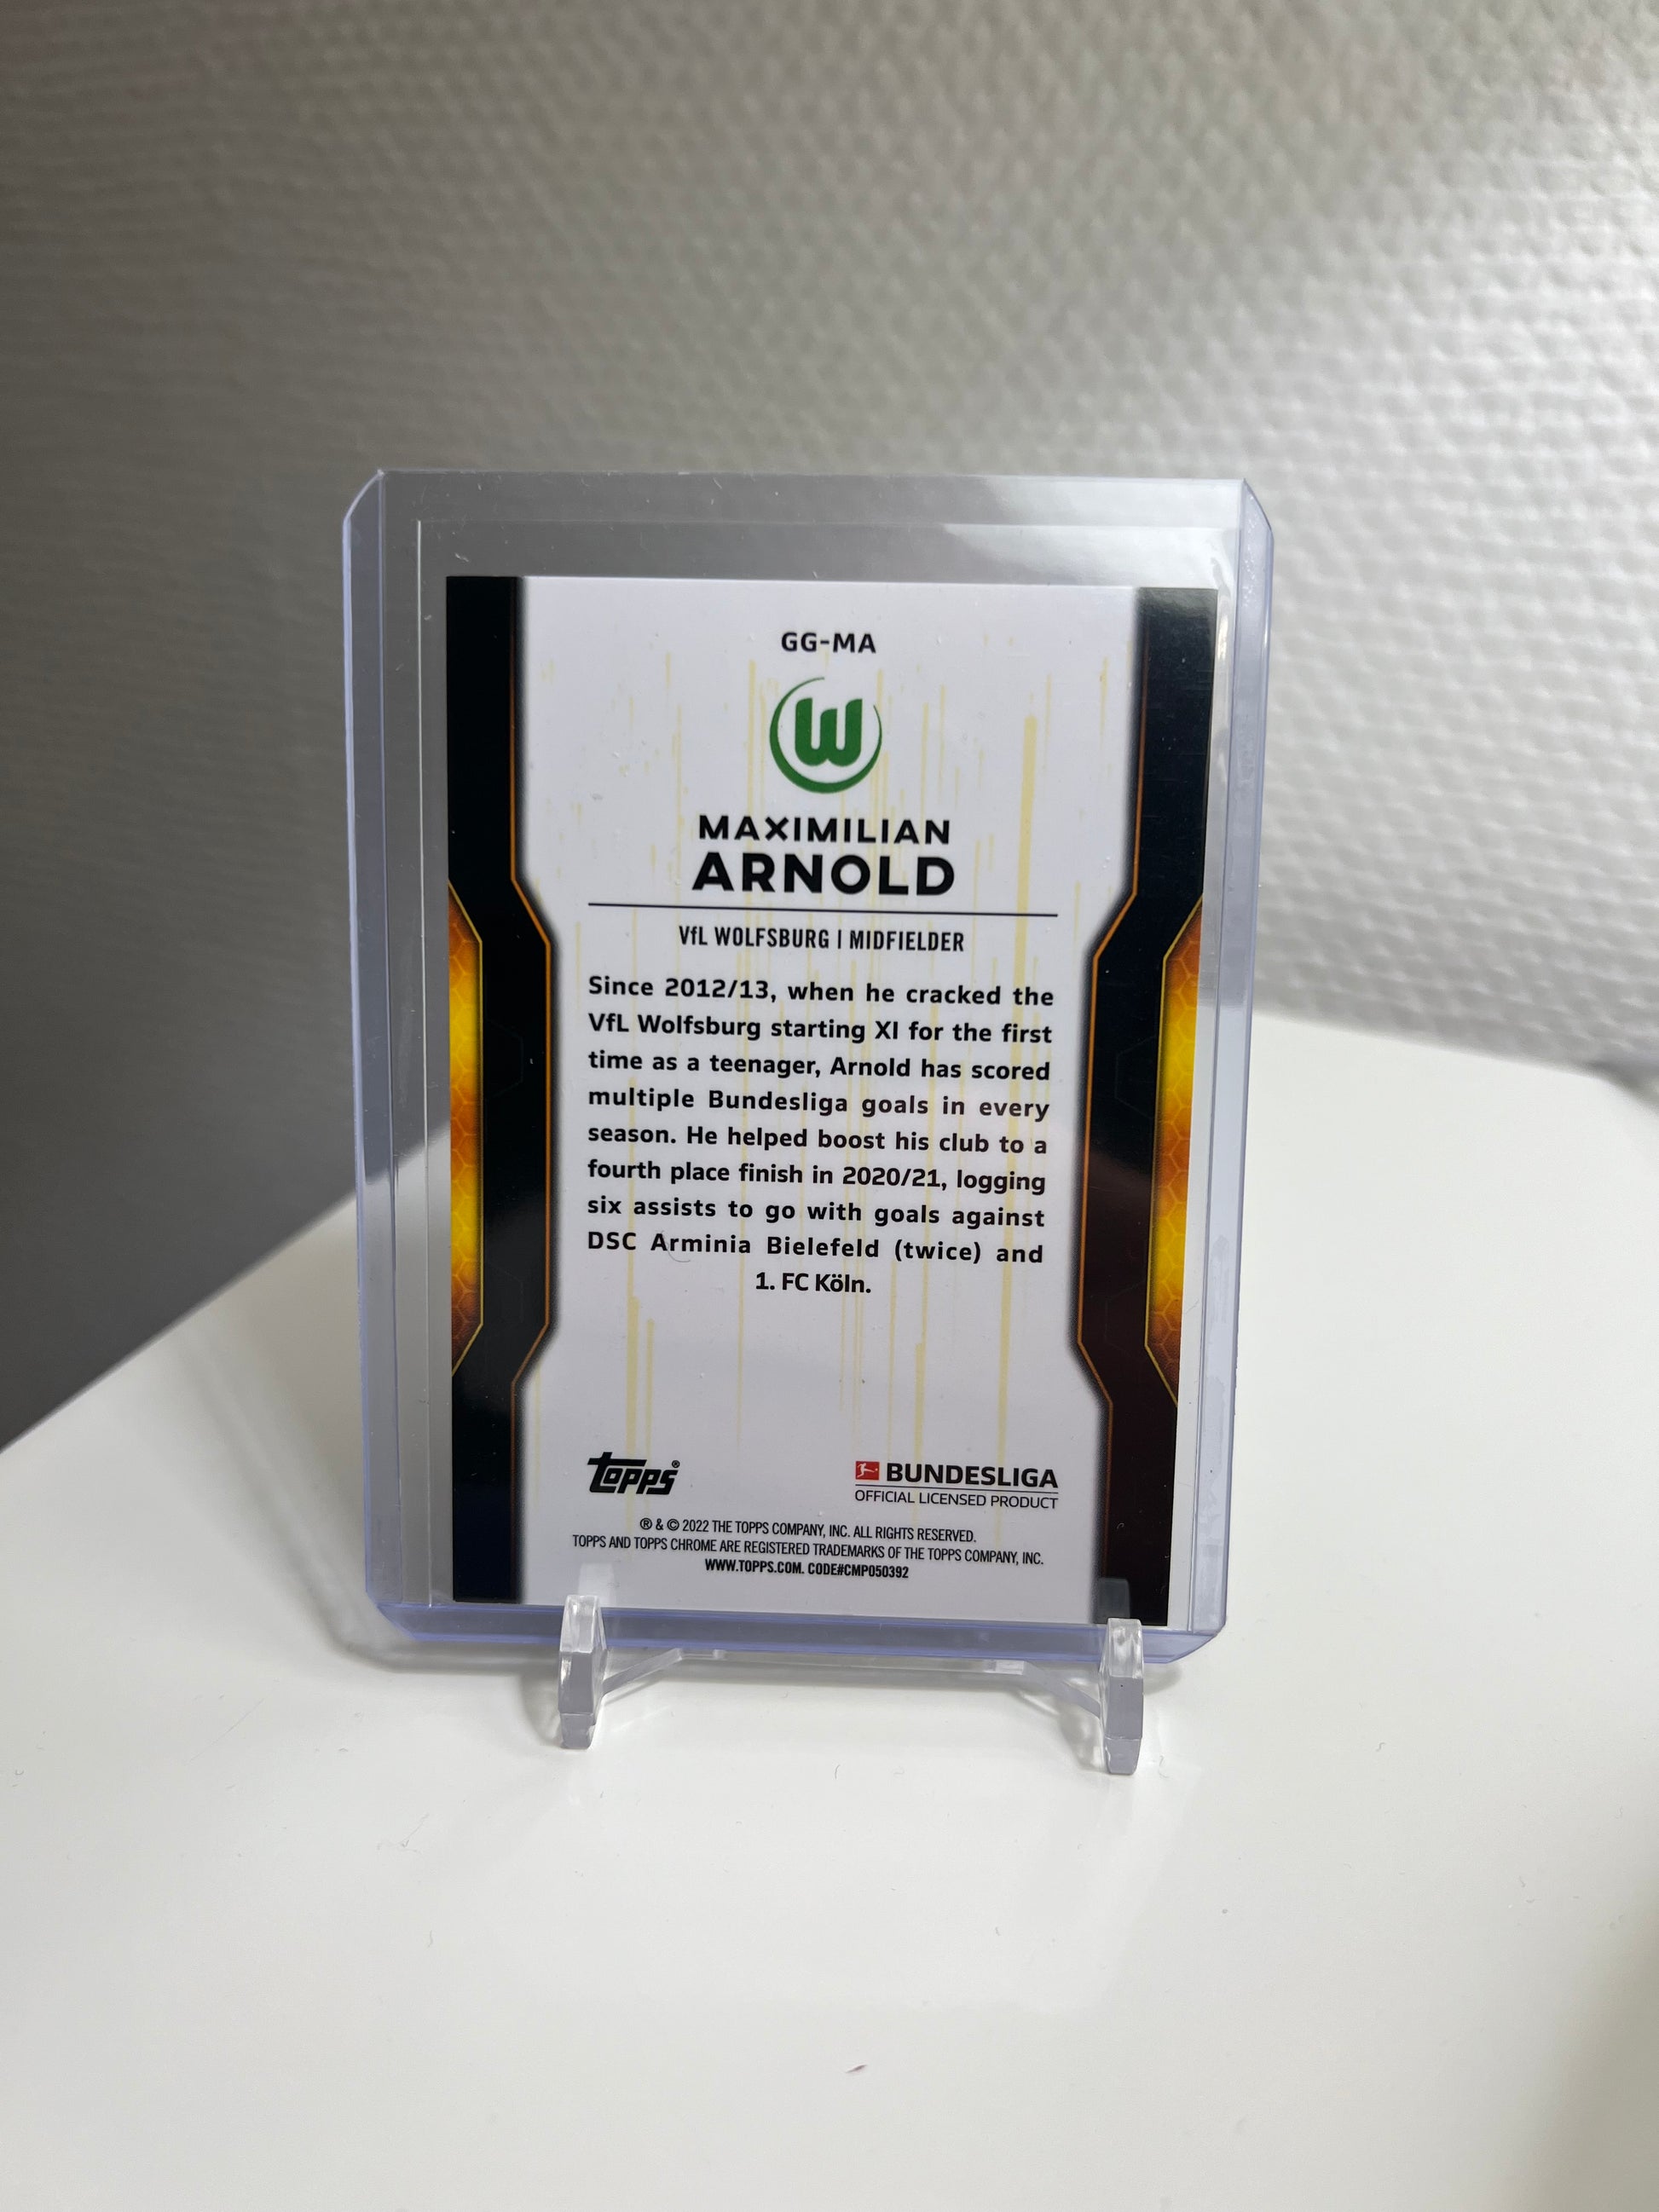 GG-MA
W
MAXIMILIAN
ARNOLD
VfL WOLFSBURG | MIDFIELDER
Since 2012/13, when he cracked the
VfL Wolfsburg starting XI for the first
time as a teenager, Arnold has scored
multiple Bundesliga goals in every
season. He helped boost his club to a
fourth place finish in 2020/21, logging
six assists to go with goals against
DSC Arminia Bielefeld (twice) and
1. FC Köln.
topps®
BUNDESLIGA
OFFICIAL LICENSED PRODUCT
® & © 2022 THE TOPPS COMPANY, INC. ALL RIGHTS RESERVED.
TOPPS AND TOPPS CHROME ARE REGISTERED TRADEMARKS OF THE TOPPS COMPANY, INC.
WWW.TOPPS.COM. CODE#CMP050392